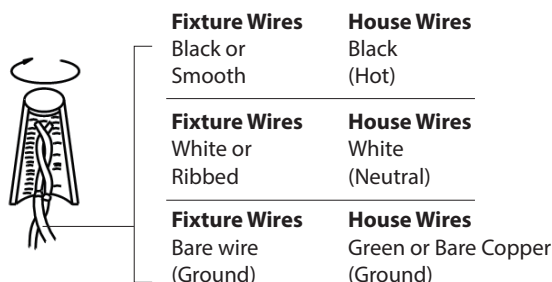 Fixture Wires House Wires
Black or Black
Smooth (Hot)
Fixture Wires House Wires
White or White
Ribbed (Neutral)
Fixture Wires House Wires
Bare wire Green or Bare Copper
(Ground) (Ground)